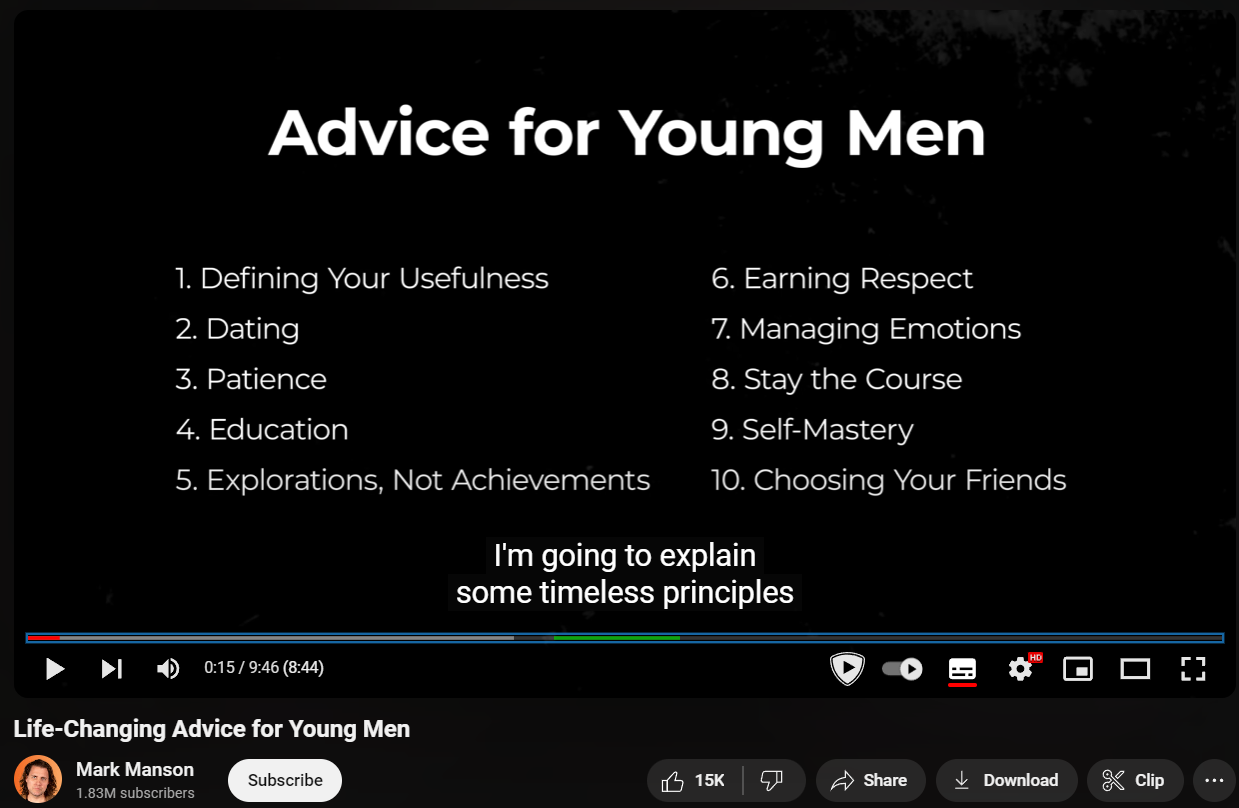 Advice for Young Men
1. Defining Your Usefulness
2. Dating
3. Patience
4. Education
5. Explorations, Not Achievements
6. Earning Respect
7. Managing Emotions
8. Stay the Course
9. Self-Mastery
10. Choosing Your Friends
I'm going to explain
some timeless principles
0:15 / 9:46 (8:44)
HD
Life-Changing Advice for Young Men
Mark Manson
1.83M subscribers
Subscribe
15K
Share
Download
Clip